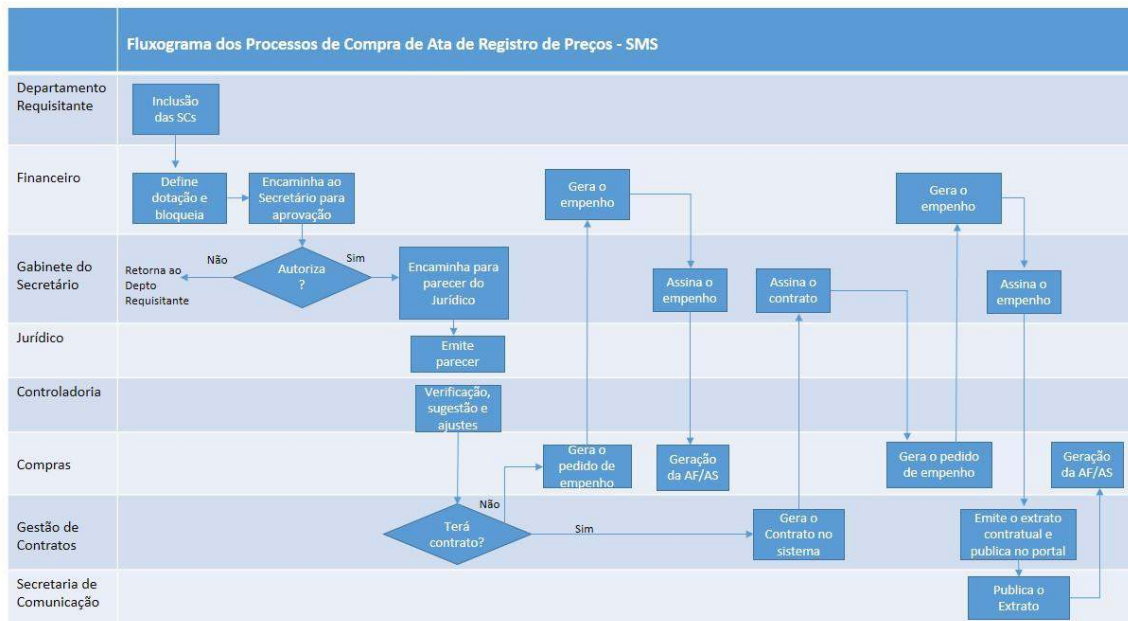 Fluxograma dos Processos de Compra de Ata de Registro de Preços - SMS
Departamento
Requisitante
Inclusão
das SCs
Financeiro
Define
dotação e
bloqueia
Encaminha ao
Secretário para
aprovação
Gera o
empenho
Gera o
empenho
Gabinete do
Secretário
Retorna ao
Depto
Requisitante
Não
Autoriza
?
Sim
Encaminha para
parecer do
Jurídico
Assina o
empenho
Assina o
contrato
Assina o
empenho
Jurídico
Emite
parecer
Controladoria
Verificação,
sugestão e
ajustes
Compras
Gera o
pedido de
empenho
Geração
da AF/AS
Gera o pedido
de empenho
Geração
da AF/AS
Gestão de
Contratos
Terá
contrato?
Não
Sim
Gera o
Contrato no
sistema
Emite o extrato
contratual e
publica no portal
Secretaria de
Comunicação
Publica o
Extrato